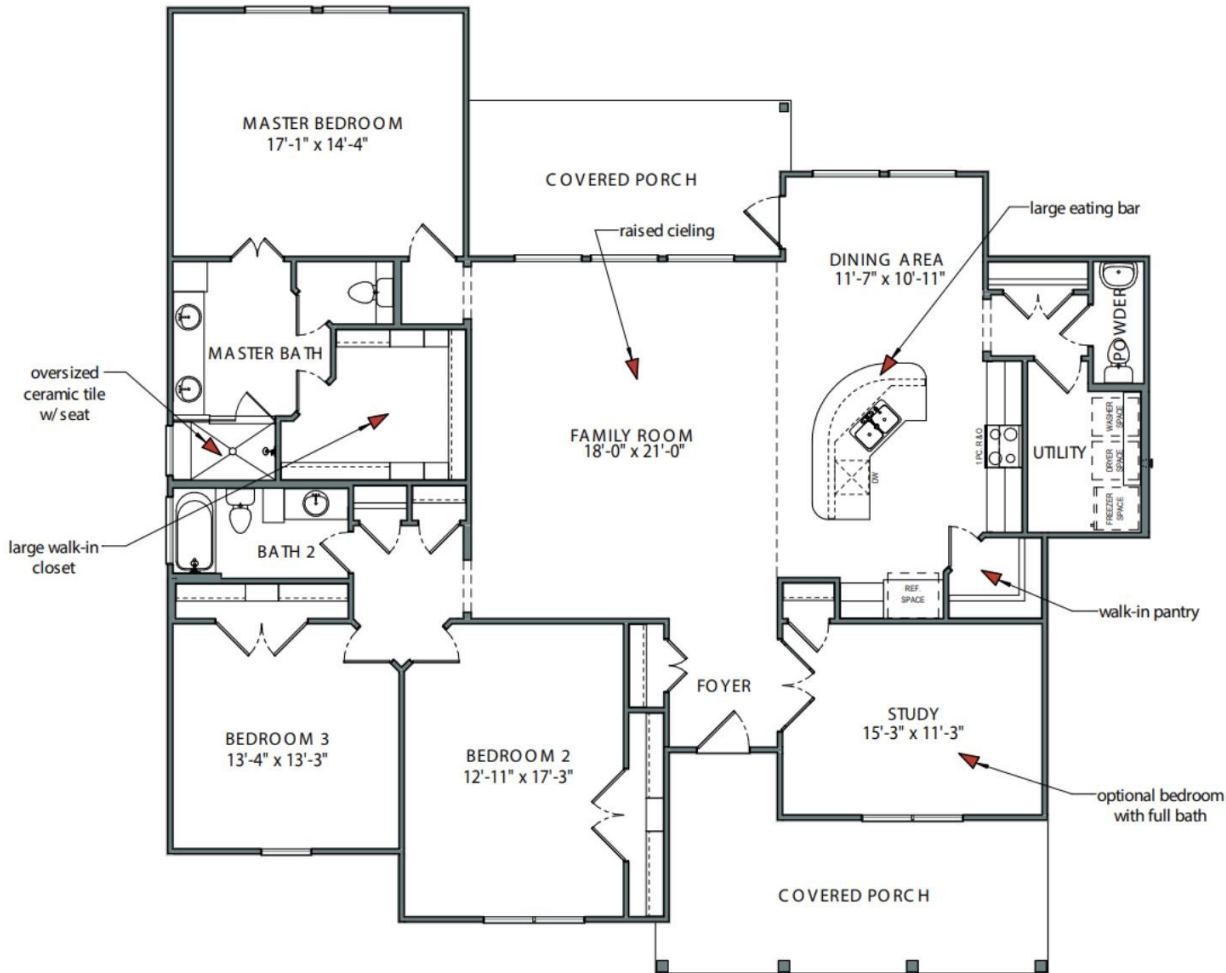 MASTER BEDROOM
17'-1" x 14'-4"
COVERED PORCH
raised cieling
large eating bar
DINING AREA
11'-7" x 10'-11"
POWDER
MASTER BATH
oversized
ceramic tile
w/ seat
FAMILY ROOM
18'-0" x 21'-0"
1 PC R&O
DW
UTILITY
WASHER
SPACE
DRYER
SPACE
FREEZER
SPACE
large walk-in
closet
BATH 2
REF.
SPACE
walk-in pantry
FOYER
STUDY
15'-3" x 11'-3"
BEDROOM 3
13'-4" x 13'-3"
BEDROOM 2
12'-11" x 17'-3"
optional bedroom
with full bath
COVERED PORCH